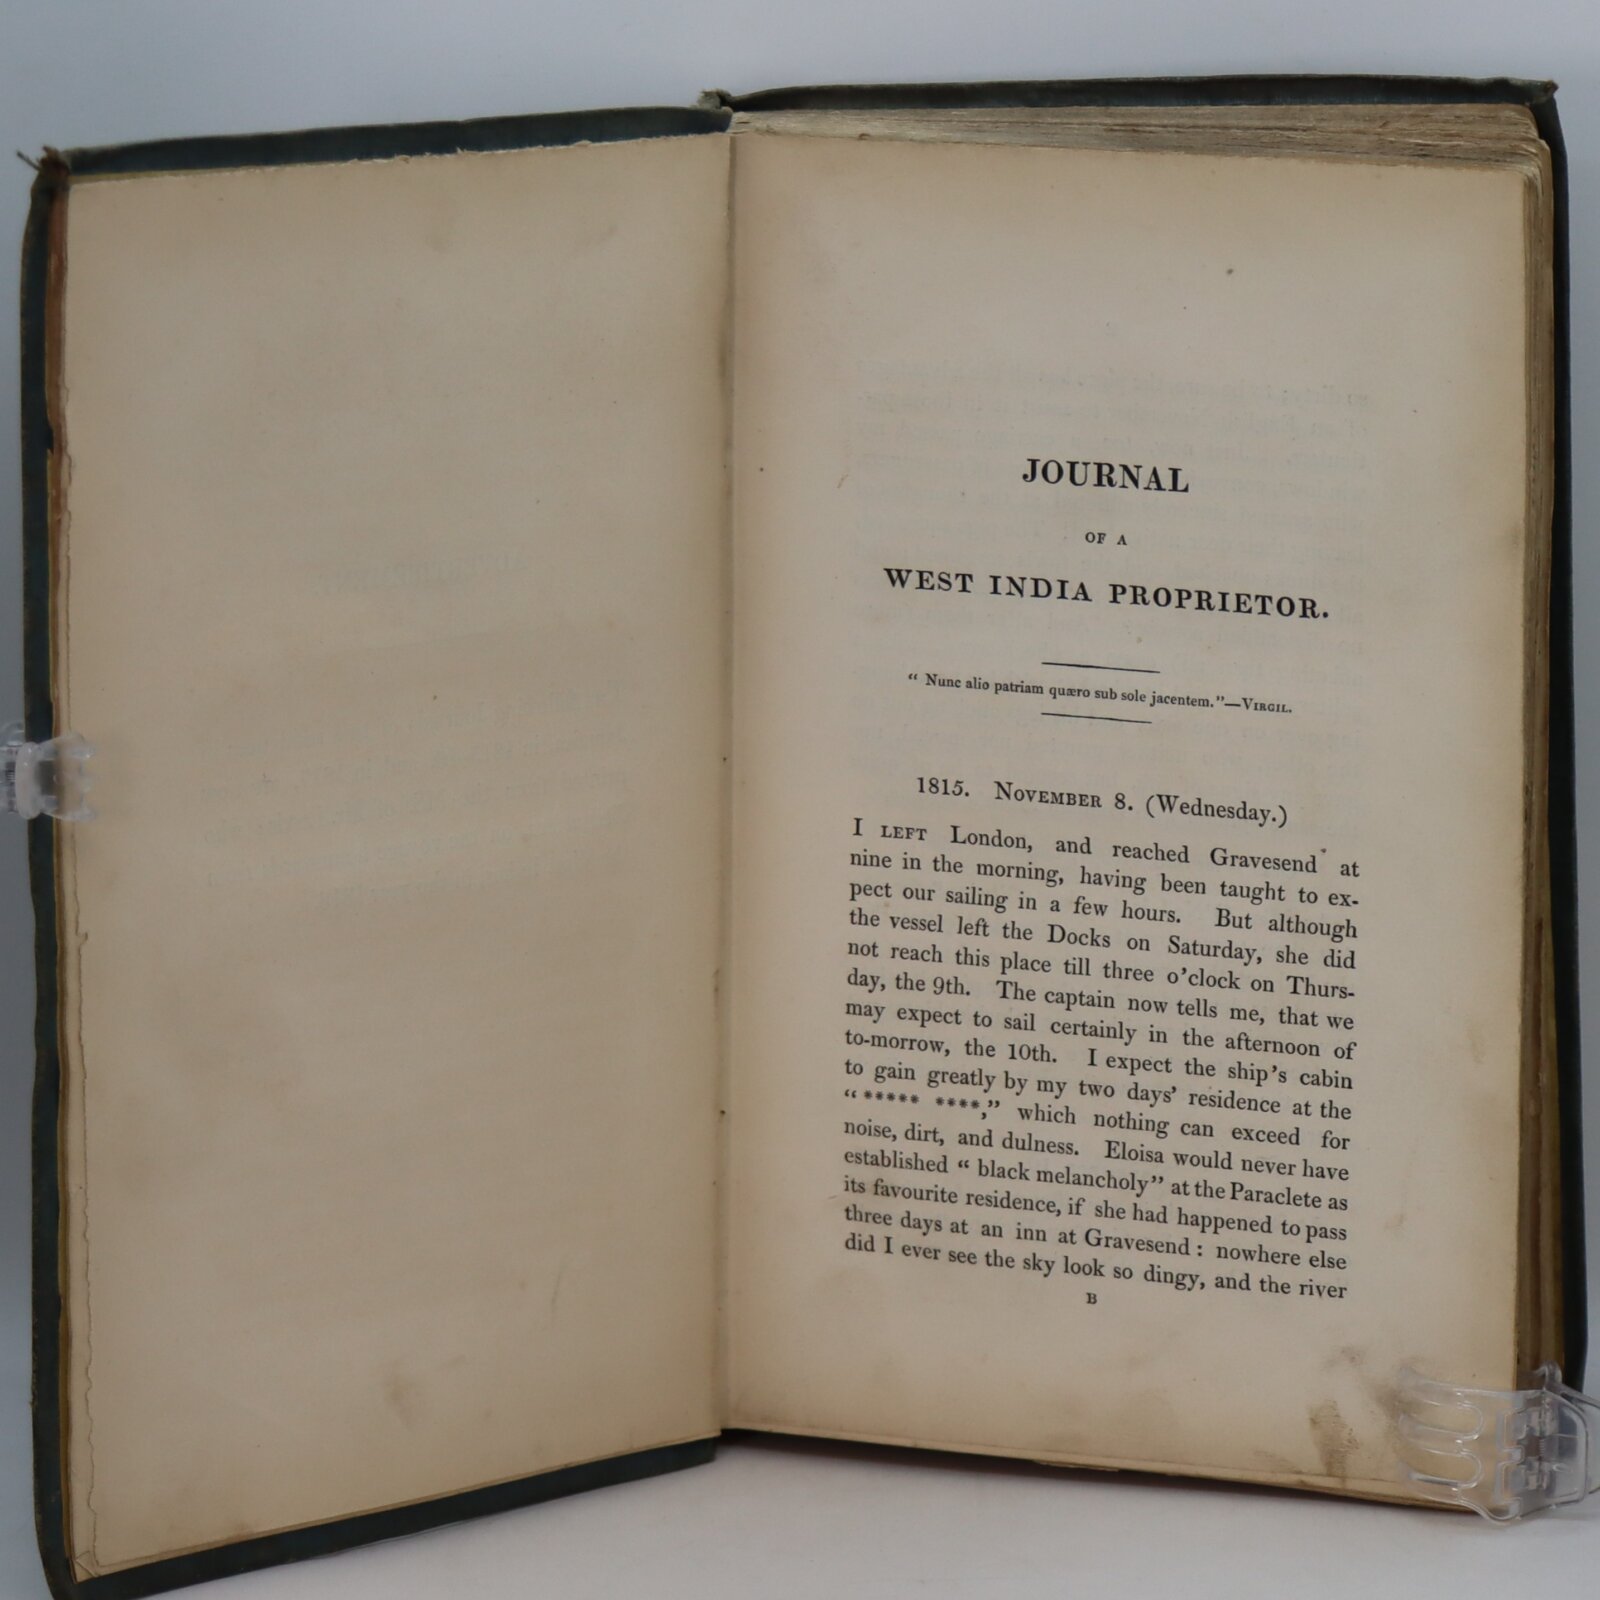 JOURNAL
OF A
WEST INDIA PROPRIETOR.
“ Nunc alio patriam quæro sub sole jacentem.”—VIRGIL.
1815. NOVEMBER 8. (Wednesday.)
I LEFT London, and reached Gravesend at
nine in the morning, having been taught to ex-
pect our sailing in a few hours. But although
the vessel left the Docks on Saturday, she did
not reach this place till three o’clock on Thurs-
day, the 9th. The captain now tells me, that we
may expect to sail certainly in the afternoon of
to-morrow, the 10th. I expect the ship’s cabin
to gain greatly by my two days’ residence at the
“ ***** ****,” which nothing can exceed for
noise, dirt, and dulness. Eloisa would never have
established “ black melancholy” at the Paraclete as
its favourite residence, if she had happened to pass
three days at an inn at Gravesend : nowhere else
did I ever see the sky look so dingy, and the river
B